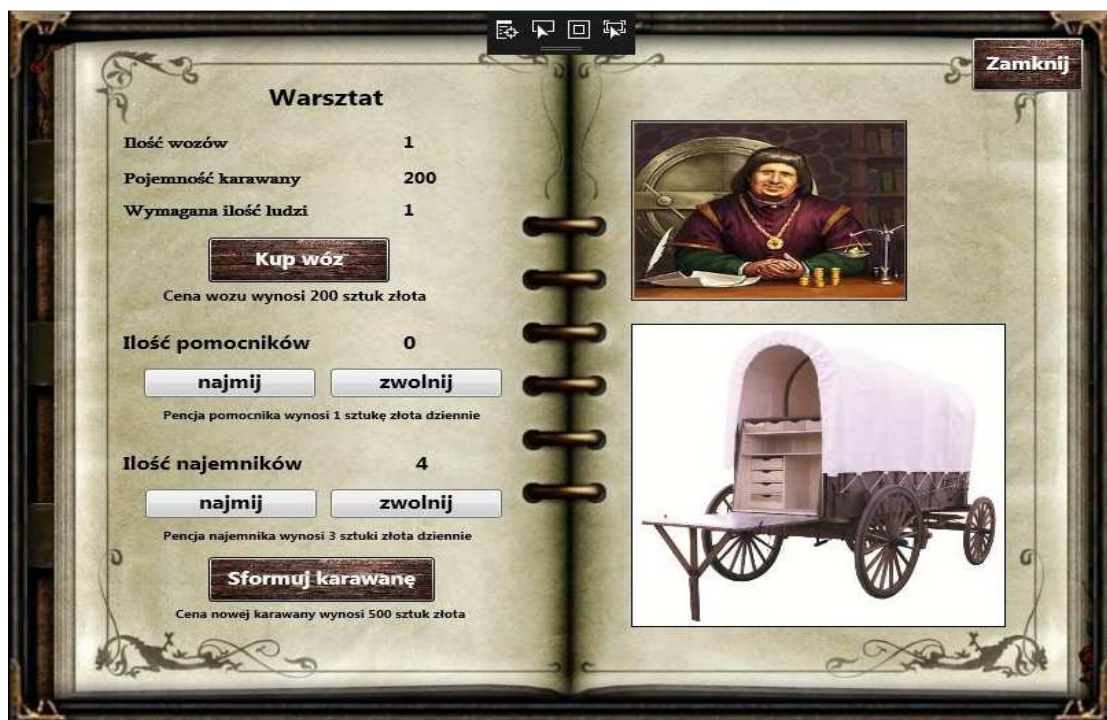 Zamknij
Warsztat
Ilość wozów 1
Pojemność karawany 200
Wymagana ilość ludzi 1
Kup wóz
Cena wozu wynosi 200 sztuk złota
Ilość pomocników 0
najmij zwolnij
Pencja pomocnika wynosi 1 sztukę złota dziennie
Ilość najemników 4
najmij zwolnij
Pencja najemnika wynosi 3 sztuki złota dziennie
Sformuj karawanę
Cena nowej karawany wynosi 500 sztuk złota